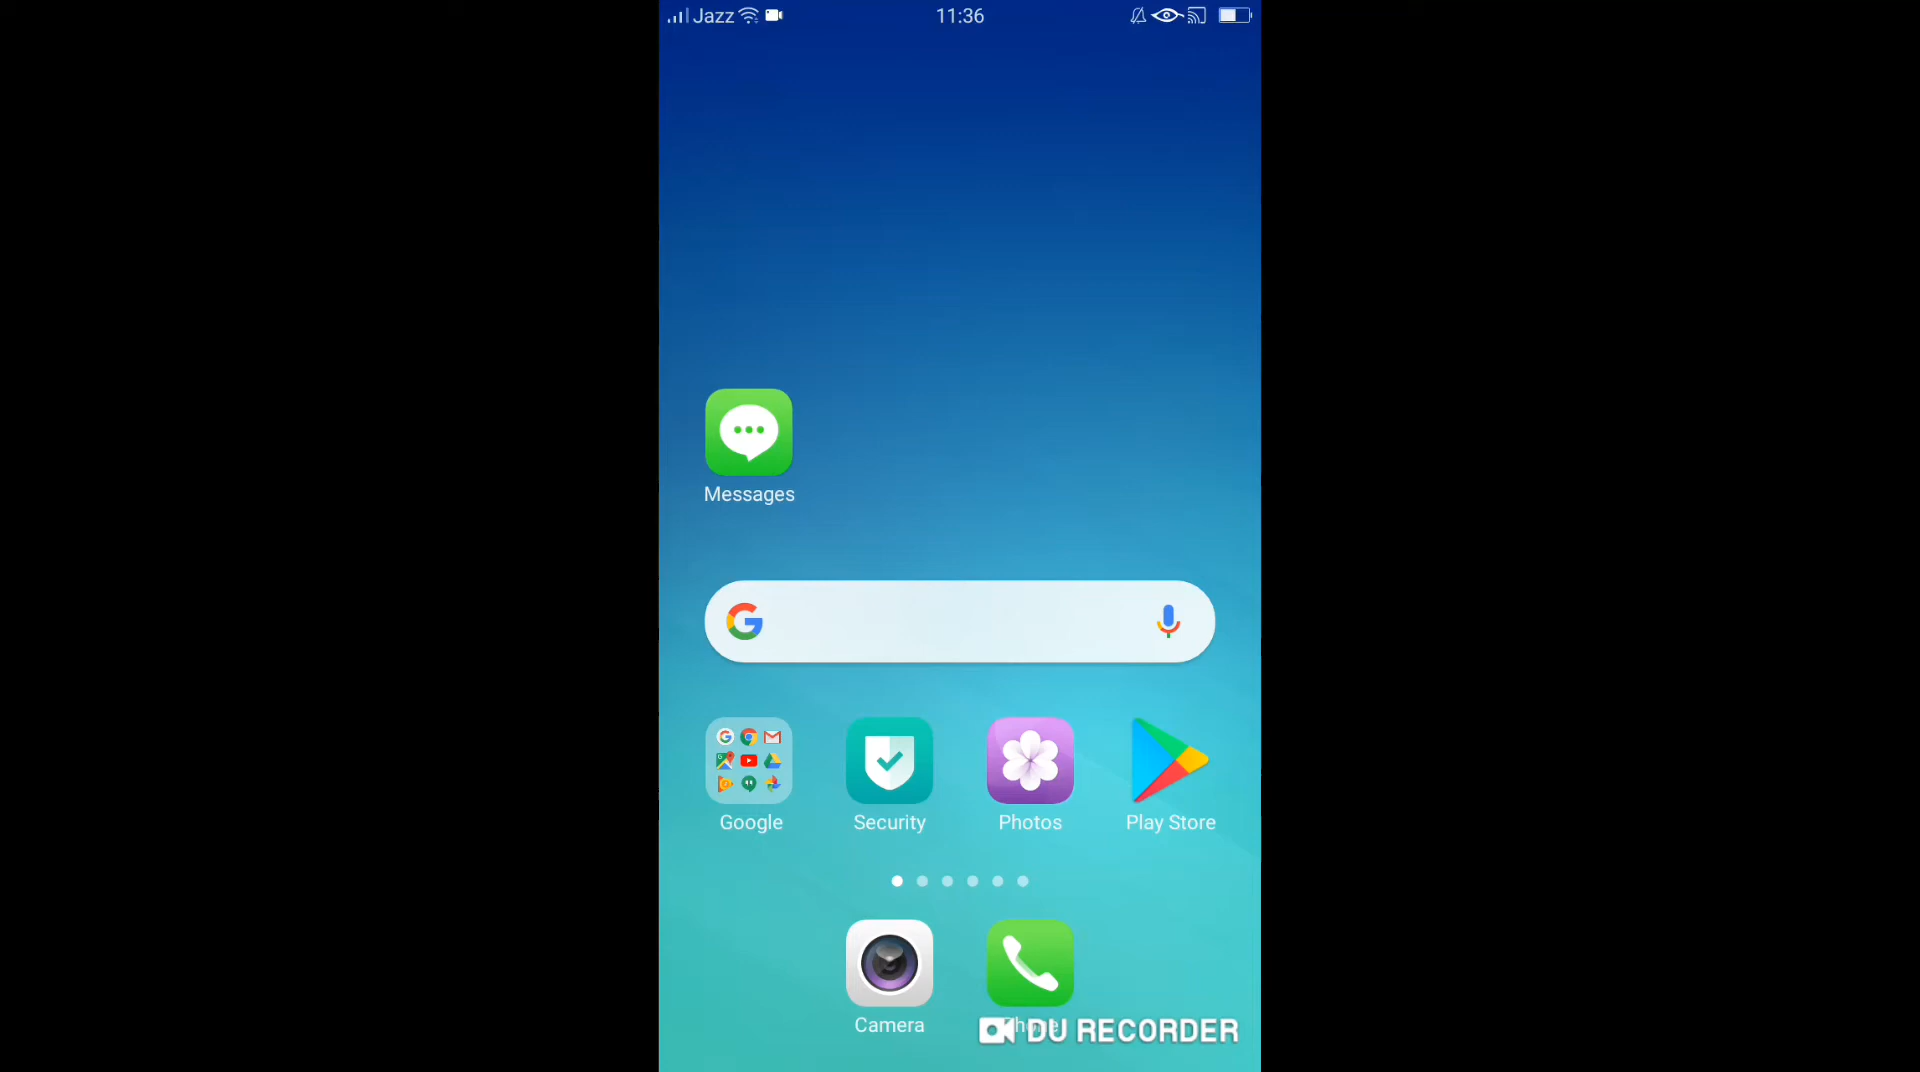 Jazz
11:36
Messages
Google
Security
Photos
Play Store
Camera
DU RECORDER